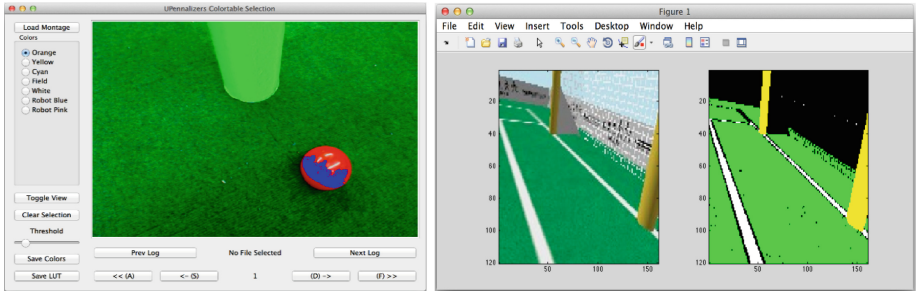 UPennalizers Colortable Selection
Load Montage
Colors
Orange
Yellow
Cyan
Field
White
Robot Blue
Robot Pink
Toggle View
Clear Selection
Threshold
Save Colors
Save LUT
Prev Log
No File Selected
Next Log
<< (A)
<- (S)
1
(D) ->
(F) >>
Figure 1
File Edit View Insert Tools Desktop Window Help
20
40
60
80
100
120
50 100 150
20
40
60
80
100
120
50 100 150